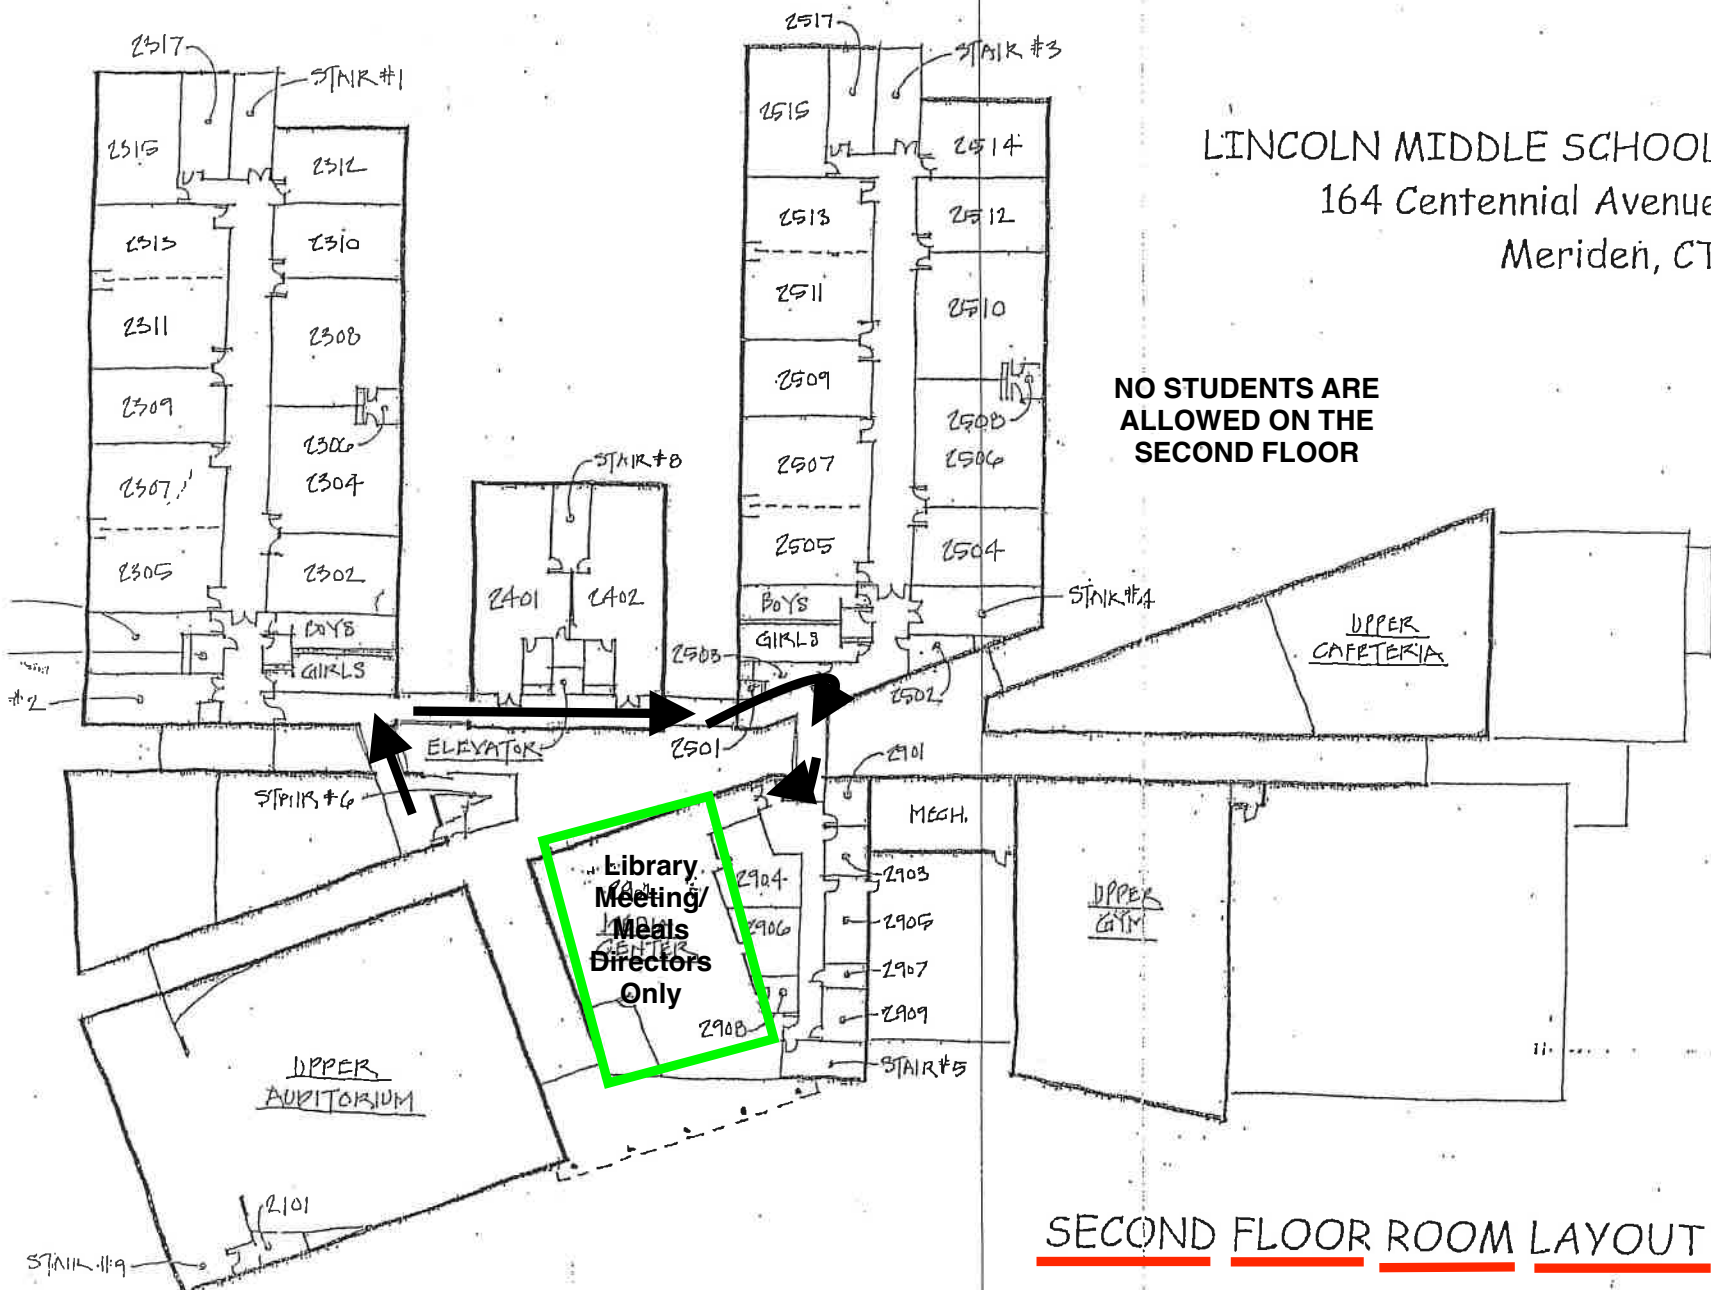 2317
STAIR #1
2517
STAIR #3
LINCOLN MIDDLE SCHOOL
164 Centennial Avenue
Meriden, CT
2315
2312
2313
2310
2311
2308
2309
2306
2307
2304
2305
2302
BOYS
GIRLS
#2
2515
2514
2513
2512
2511
2510
2509
2508
2507
2506
2505
2504
BOYS
GIRLS
2503
2502
2501
STAIR #4
NO STUDENTS ARE
ALLOWED ON THE
SECOND FLOOR
STAIR #8
2401
2402
ELEVATOR
STAIR #6
UPPER
CAFETERIA
2901
MECH.
2903
2904
2905
2906
2907
2908
2909
STAIR #5
Library
Meeting/
Meals
Directors
Only
CENTER
UPPER
GYM
UPPER
AUDITORIUM
2101
STAIR #9
SECOND FLOOR ROOM LAYOUT